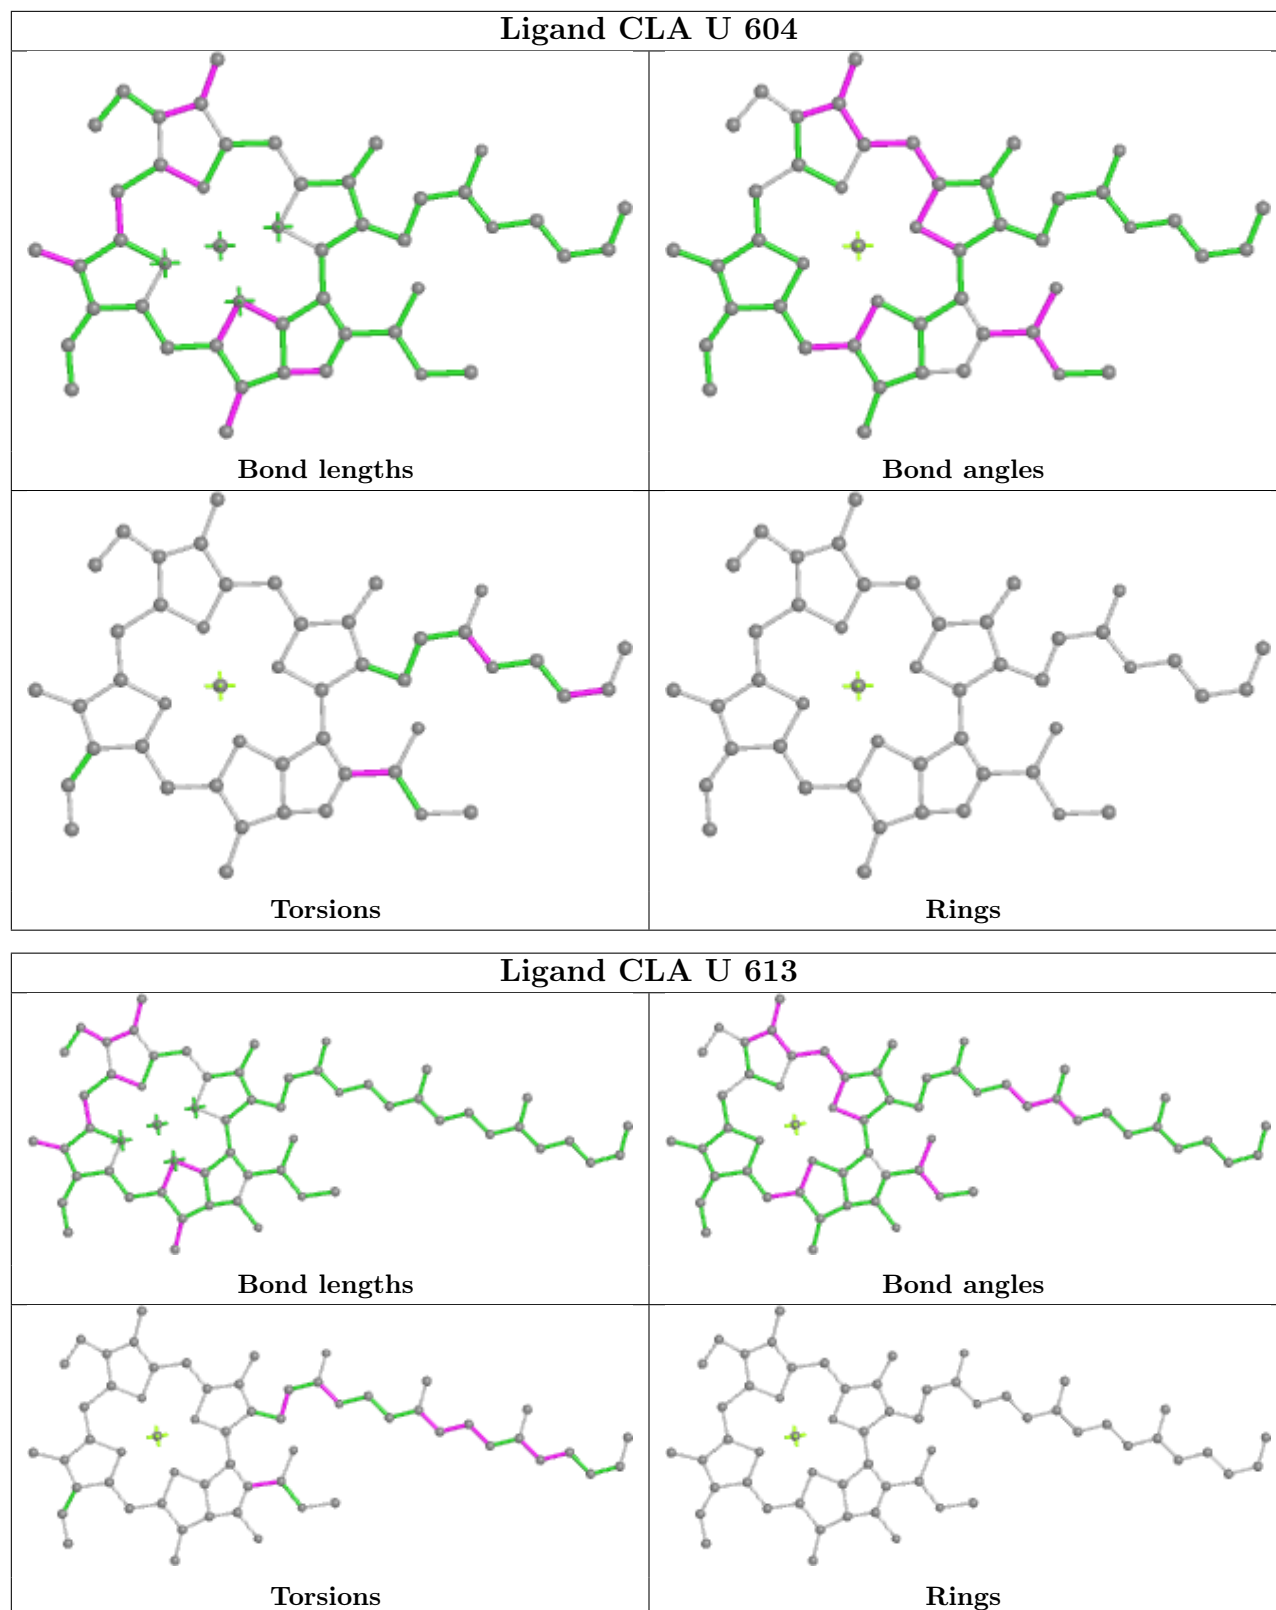 Ligand CLA U 604
Bond lengths
Bond angles
Torsions
Rings
Ligand CLA U 613
Bond lengths
Bond angles
Torsions
Rings